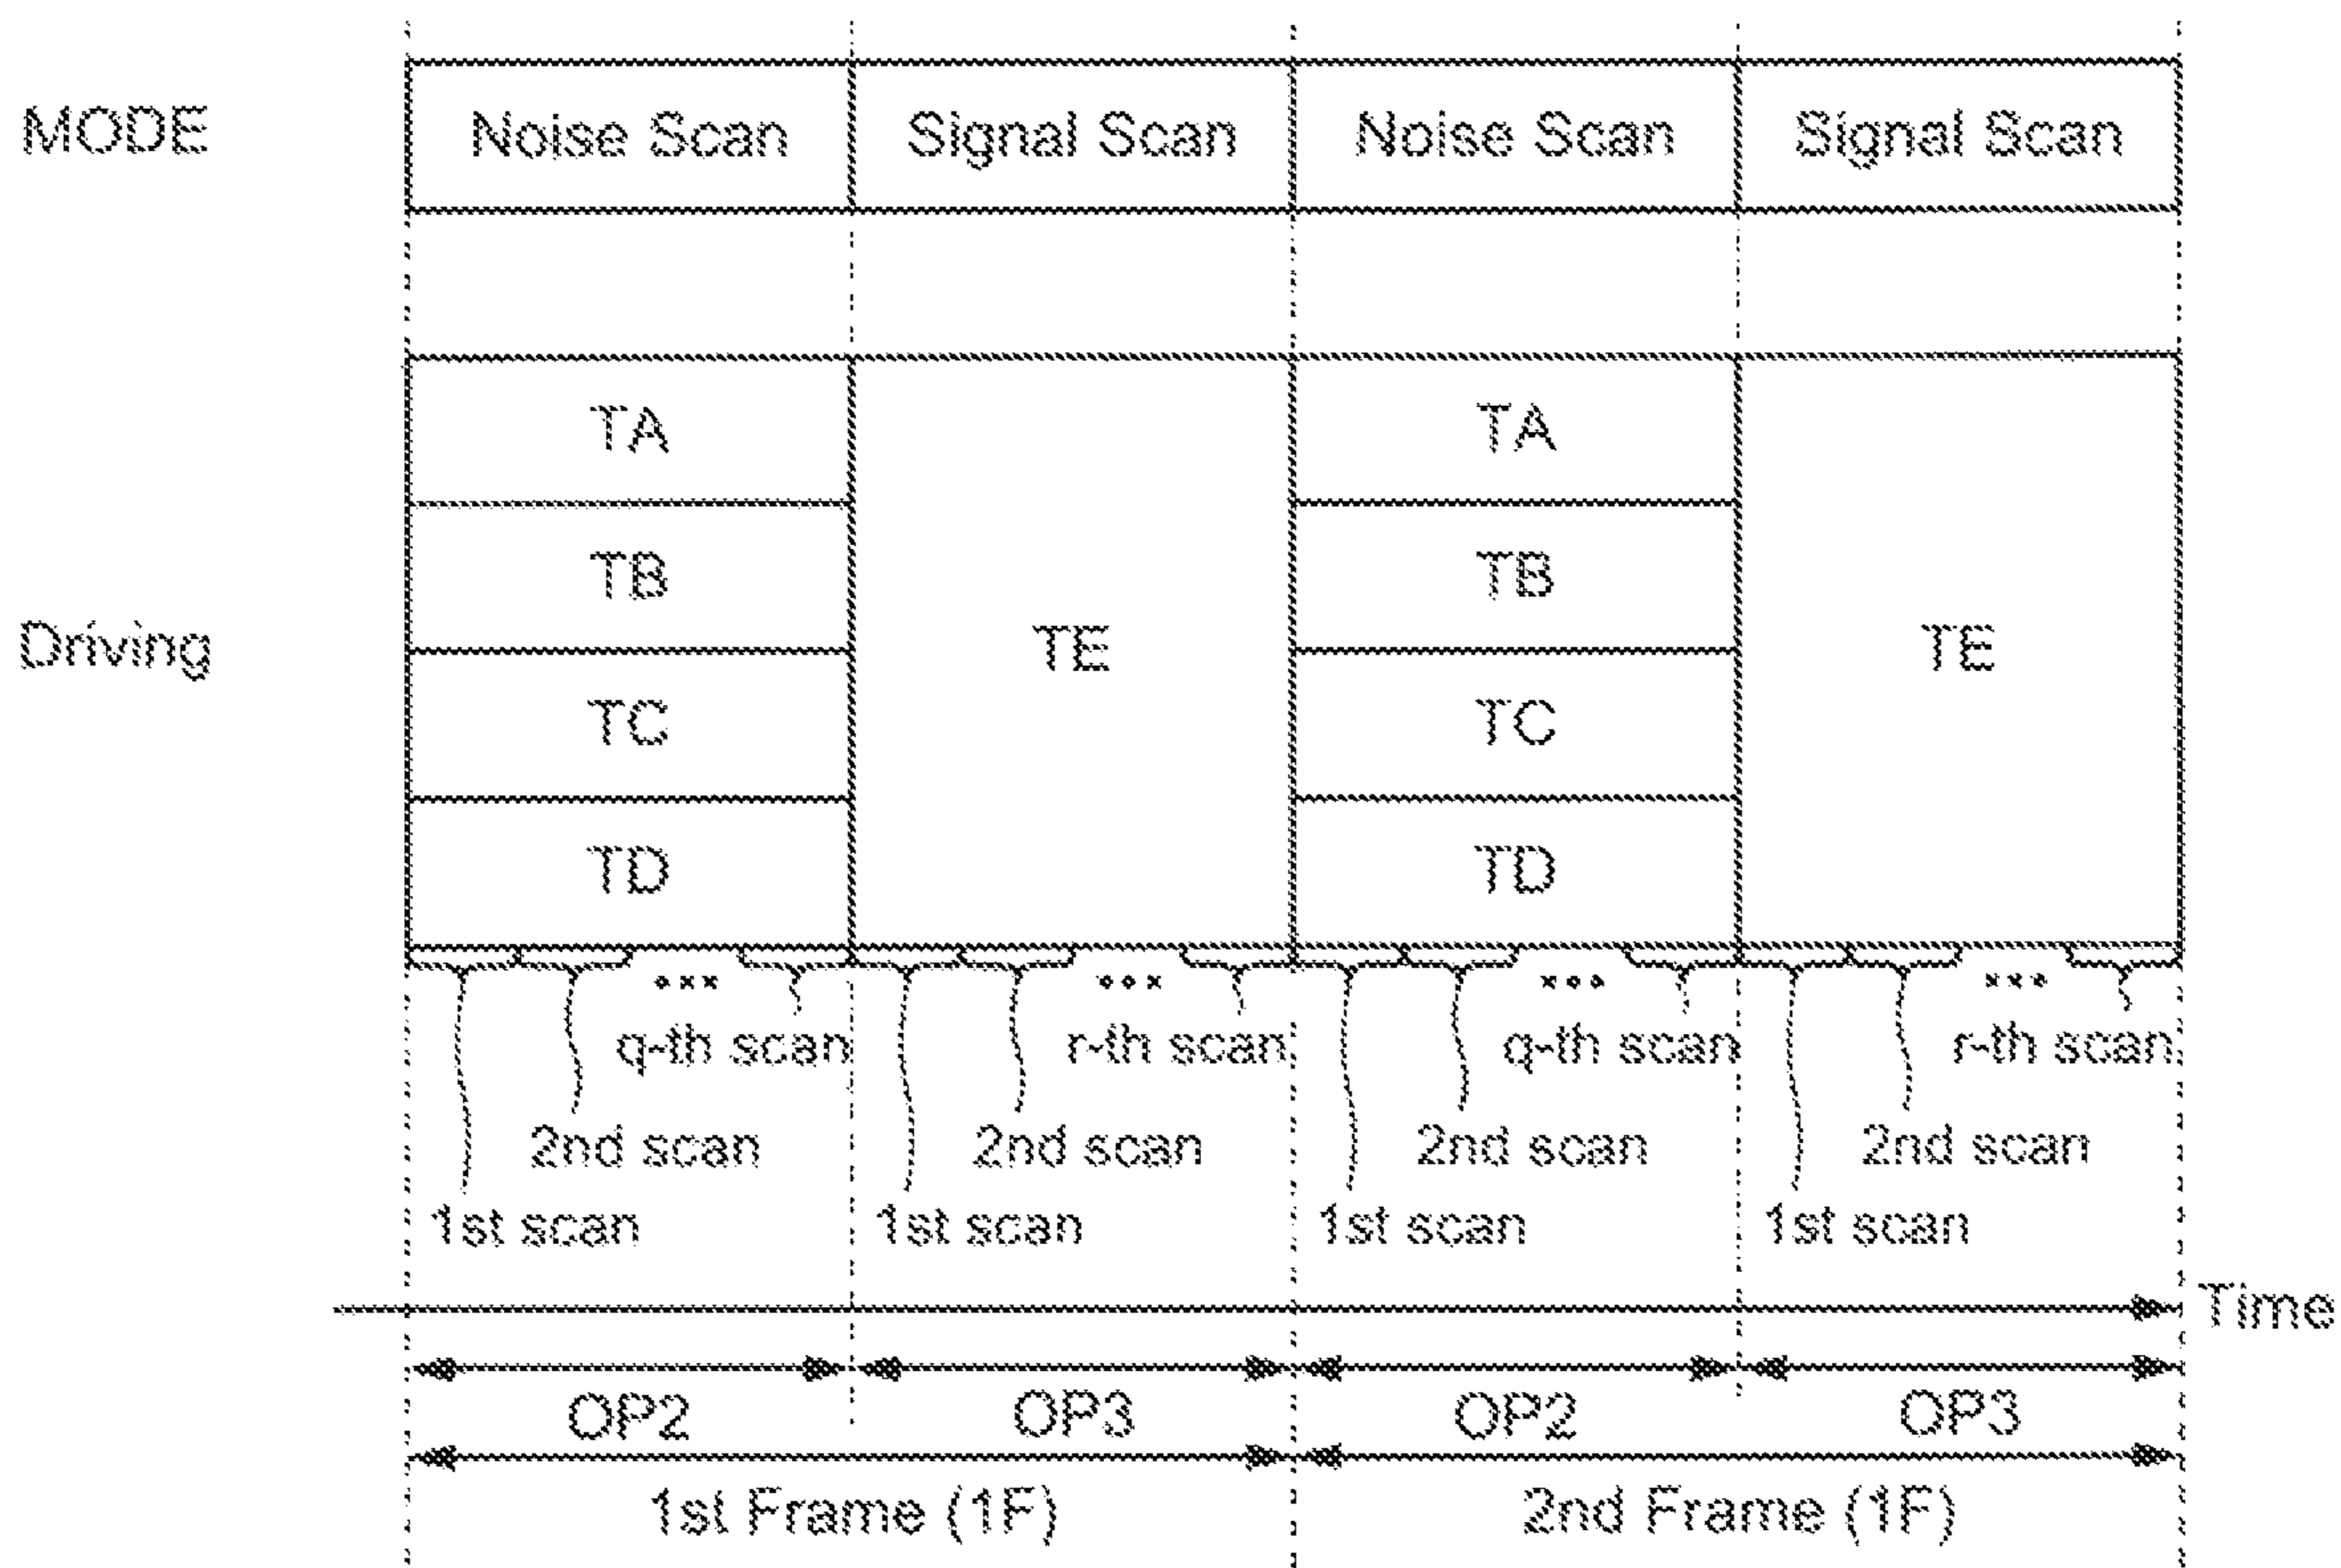 MODE Noise Scan Signal Scan Noise Scan Signal Scan
TA TA
TB TB
Driving TE TE
TC TC
TD TD
q-th scan r-th scan q-th scan r-th scan
2nd scan 2nd scan 2nd scan 2nd scan
1st scan 1st scan 1st scan 1st scan
Time
OP2 OP3 OP2 OP3
1st Frame (1F) 2nd Frame (1F)